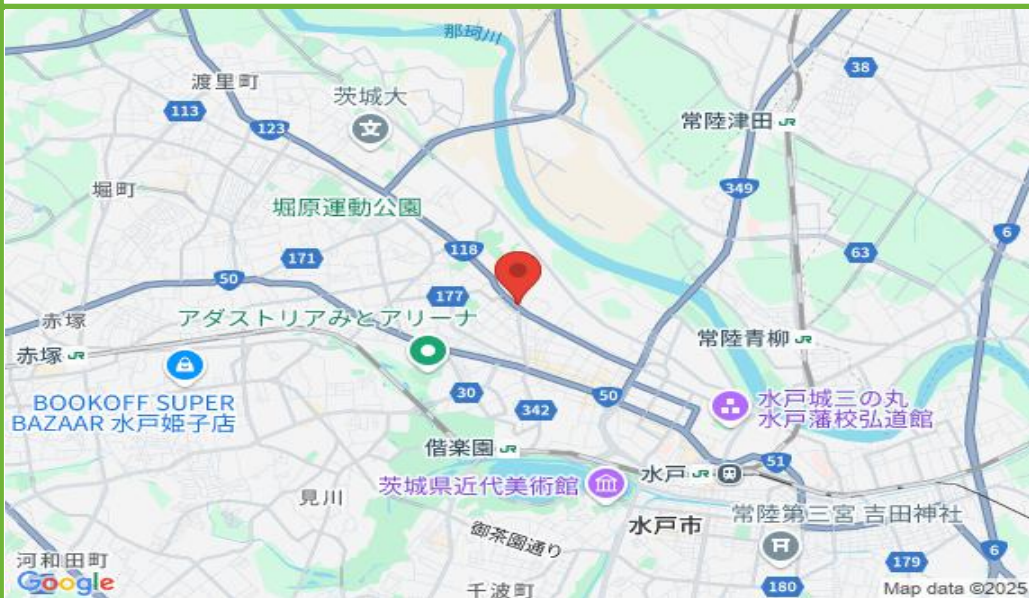 那珂川
38
渡里町
茨城大
113
文
123
常陸津田 JR
349
堀町
堀原運動公園
6
118
63
171
50
177
赤塚
アダストリアみとアリーナ
赤塚 JR
常陸青柳 JR
30
50
342
BOOKOFF SUPER
BAZAAR 水戸姫子店
水戸城三の丸
水戸藩校弘道館
偕楽園 JR
51
水戸 JR
茨城県近代美術館
見川
御茶園通り
水戸市
常陸第三宮 吉田神社
6
河和田町
179
Google
千波町
180
Map data ©2025